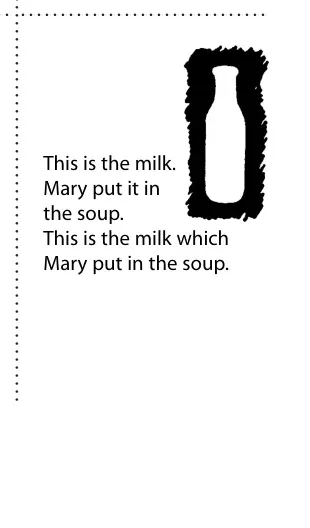 This is the milk.
Mary put it in
the soup.
This is the milk which
Mary put in the soup.